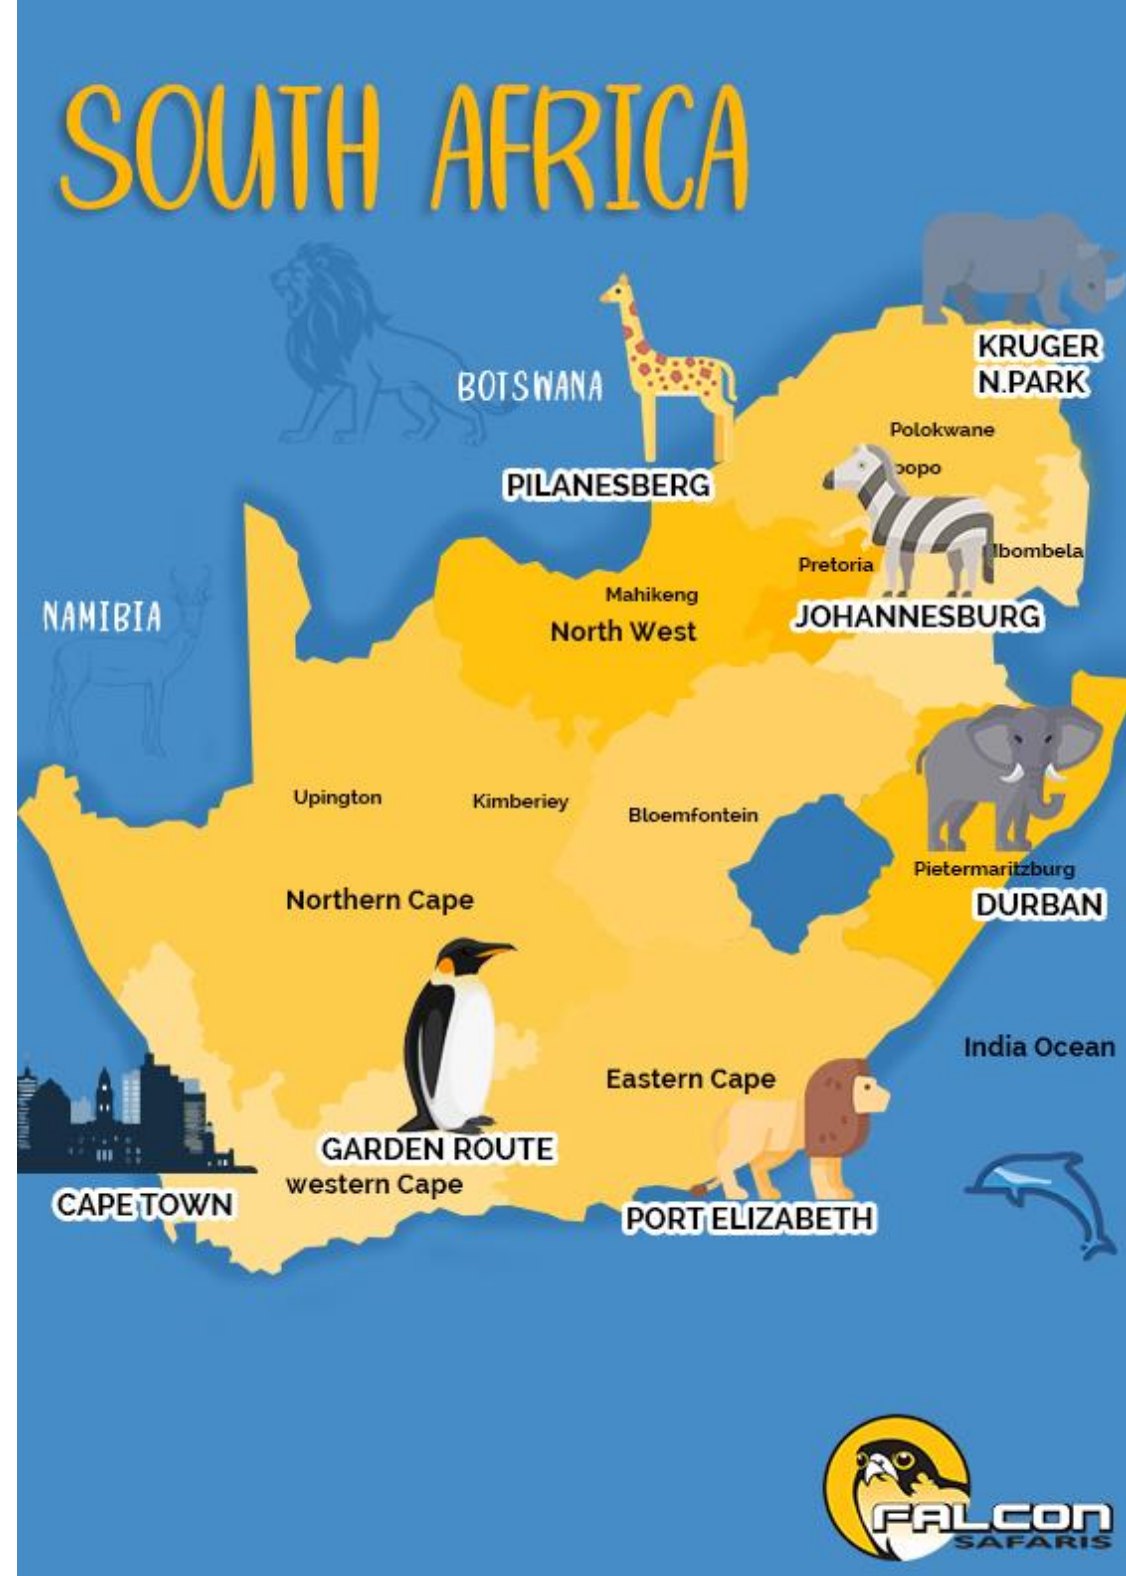 SOUTH AFRICA
KRUGER
N.PARK
BOTSWANA
Polokwane
PILANESBERG
Pretoria
Mahikeng
NAMIBIA
JOHANNESBURG
North West
Upington
Kimberiey
Bloemfontein
Pietermaritzburg
Northern Cape
DURBAN
India Ocean
Eastern Cape
GARDEN ROUTE
western Cape
CAPE TOWN
PORT ELIZABETH
FALCON
SAFARIS